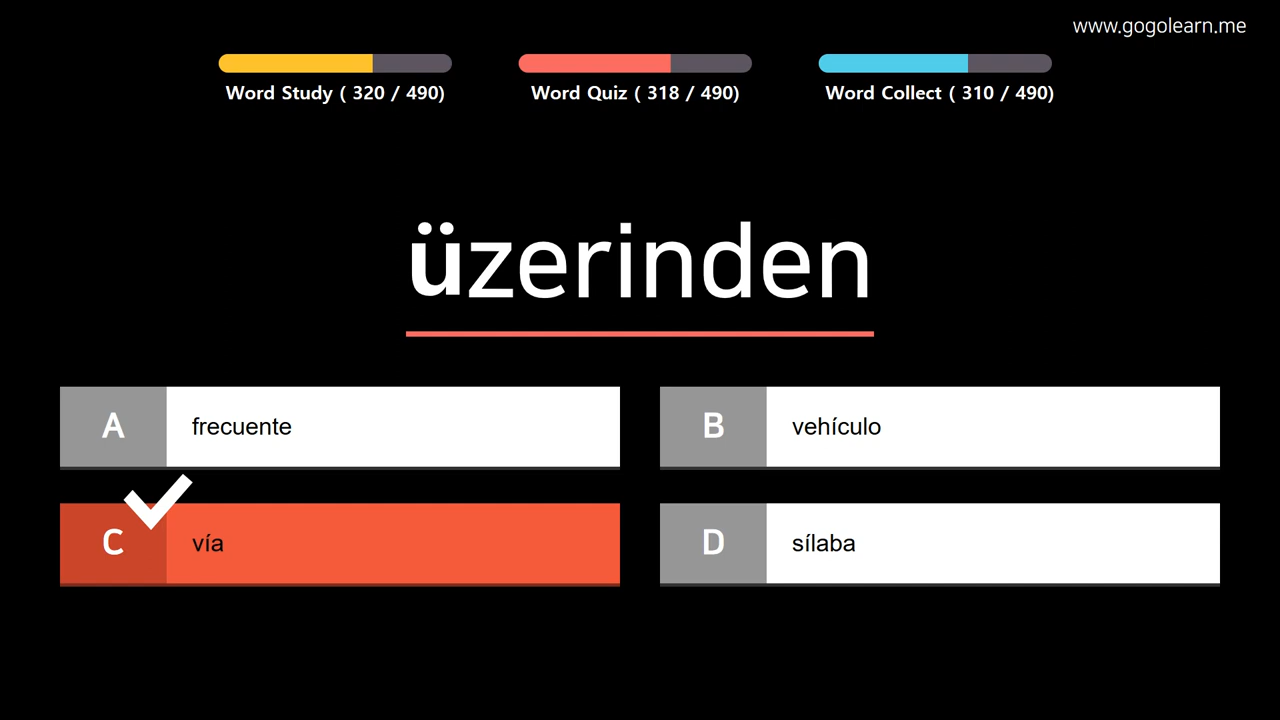 www.gogolearn.me
Word Study ( 320 / 490)
Word Quiz ( 318 / 490)
Word Collect ( 310 / 490)
üzerinden
A frecuente
B vehículo
C vía
D sílaba